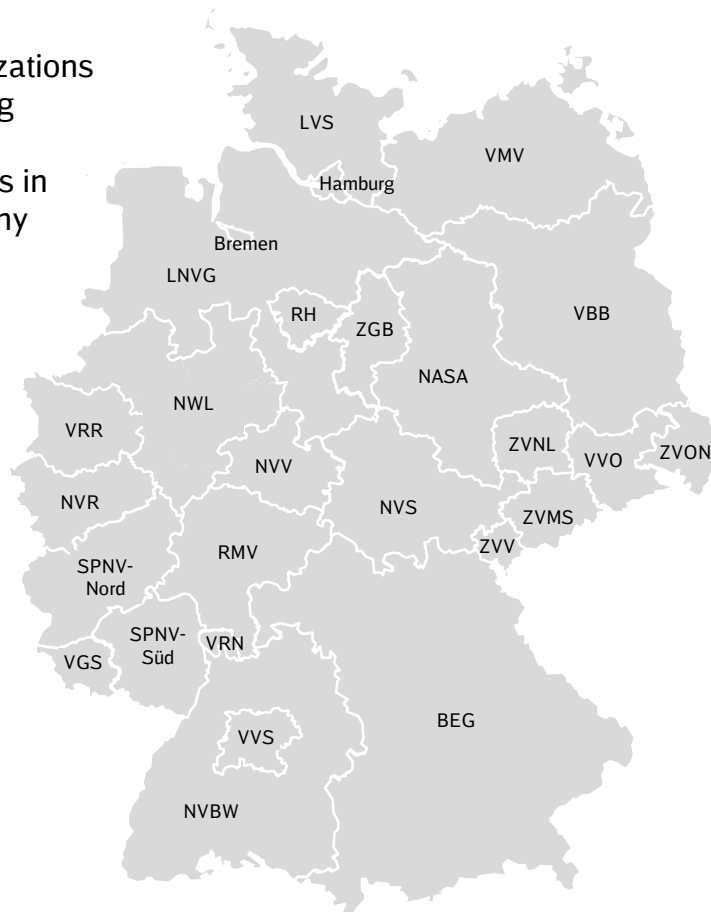 zations
g
s in
ny
LVS
VMV
Hamburg
Bremen
LNVG
RH
ZGB
VBB
NASA
NWL
VRR
ZVNL
VVO
ZVON
NVV
NVR
NVS
ZVMS
RMV
ZVV
SPNV-
Nord
SPNV-
Süd
VRN
VGS
BEG
VVS
NVBW